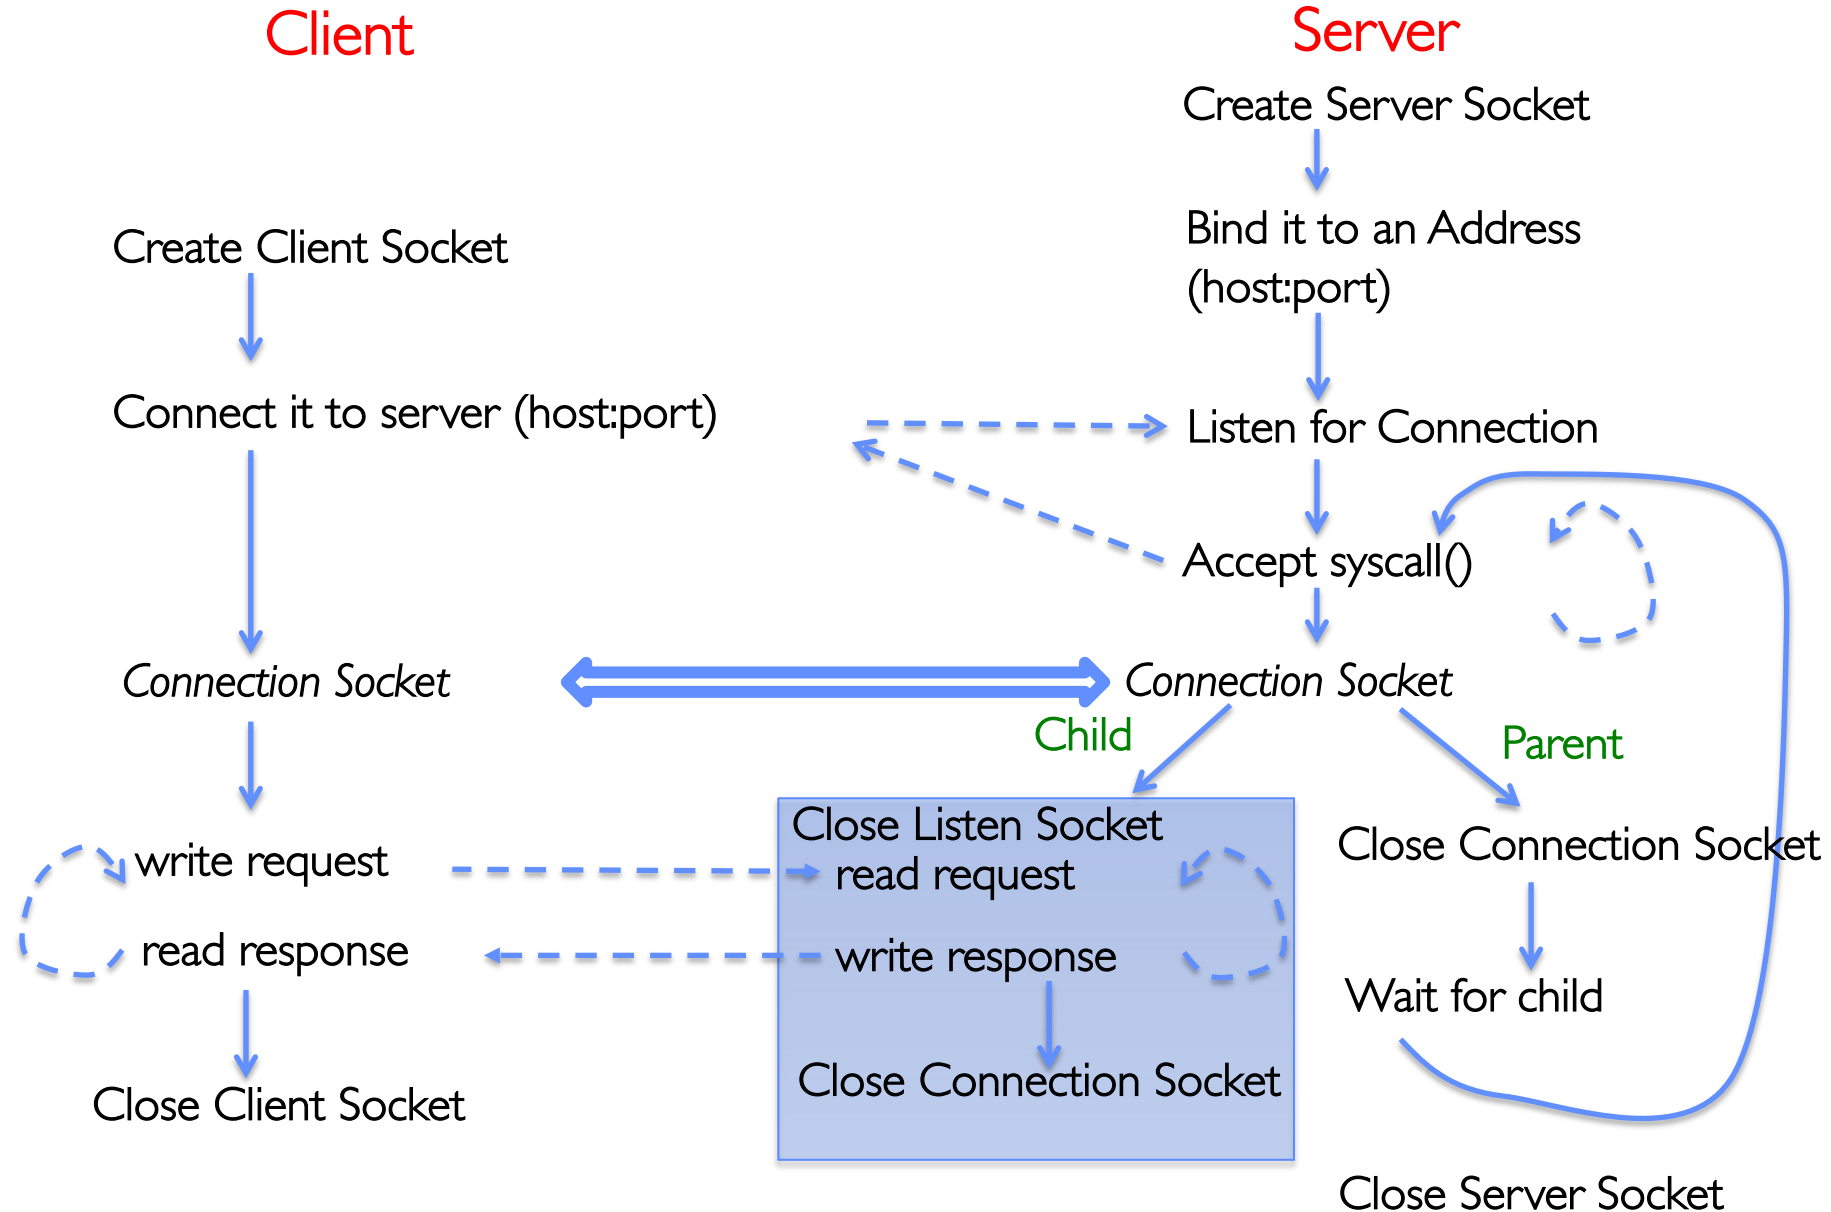 Client
Server
Create Server Socket
Bind it to an Address
(host:port)
Create Client Socket
Connect it to server (host:port)
Listen for Connection
Accept syscall()
Connection Socket
Connection Socket
Child
Parent
Close Listen Socket
read request
write response
Close Connection Socket
Close Connection Socket
Wait for child
write request
read response
Close Client Socket
Close Server Socket